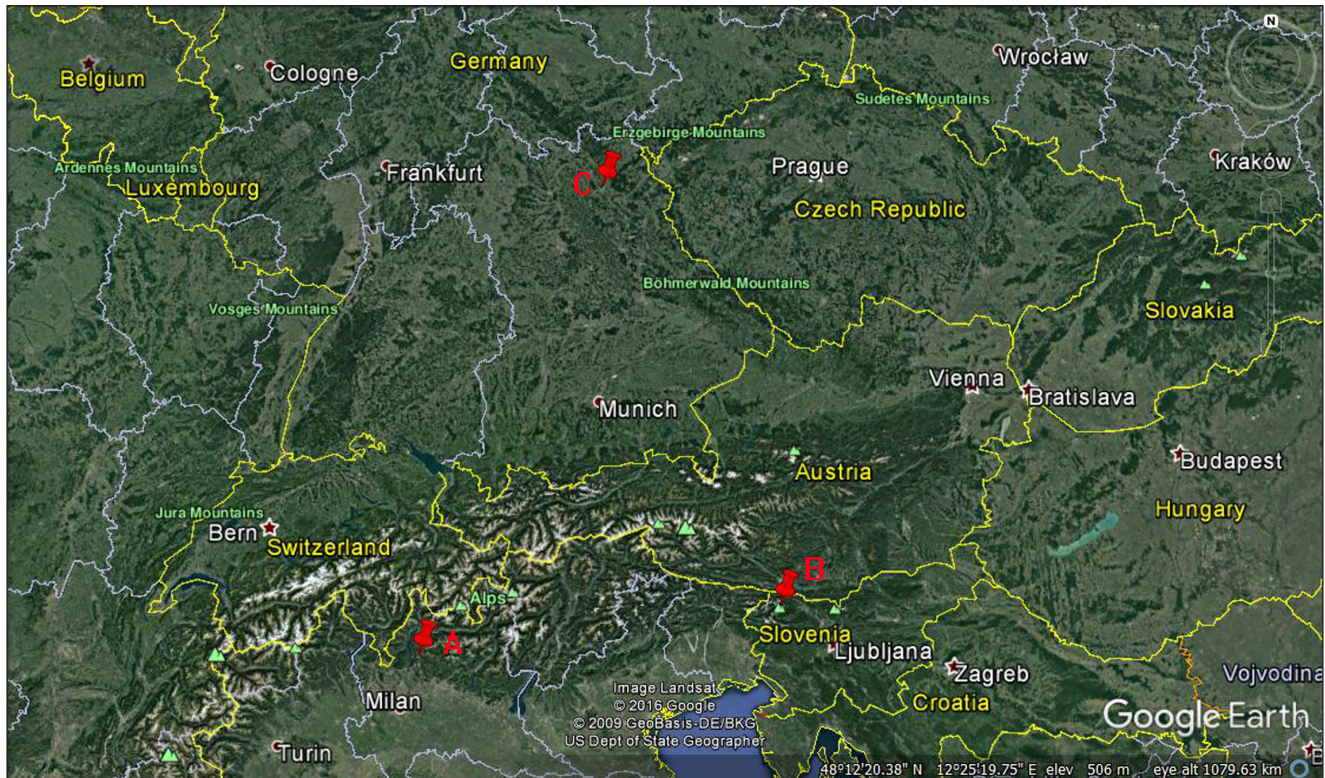 N
Belgium
Cologne
Germany
Wrocław
Sudetes Mountains
Erzgebirge Mountains
Ardennes Mountains
Luxembourg
Frankfurt
C
Prague
Kraków
Czech Republic
Böhmerwald Mountains
Vosges Mountains
Slovakia
Vienna
Bratislava
Munich
Austria
Budapest
Jura Mountains
Bern
Switzerland
Hungary
B
Alps
A
Slovenia
Ljubljana
Zagreb
Vojvodina
Milan
Croatia
Turin
Image Landsat
© 2016 Google
© 2009 GeoBasis-DE/BKG
US Dept of State Geographer
Google Earth
B
48°12'20.38" N 12°25'19.75" E elev 506 m eye alt 1079.63 km